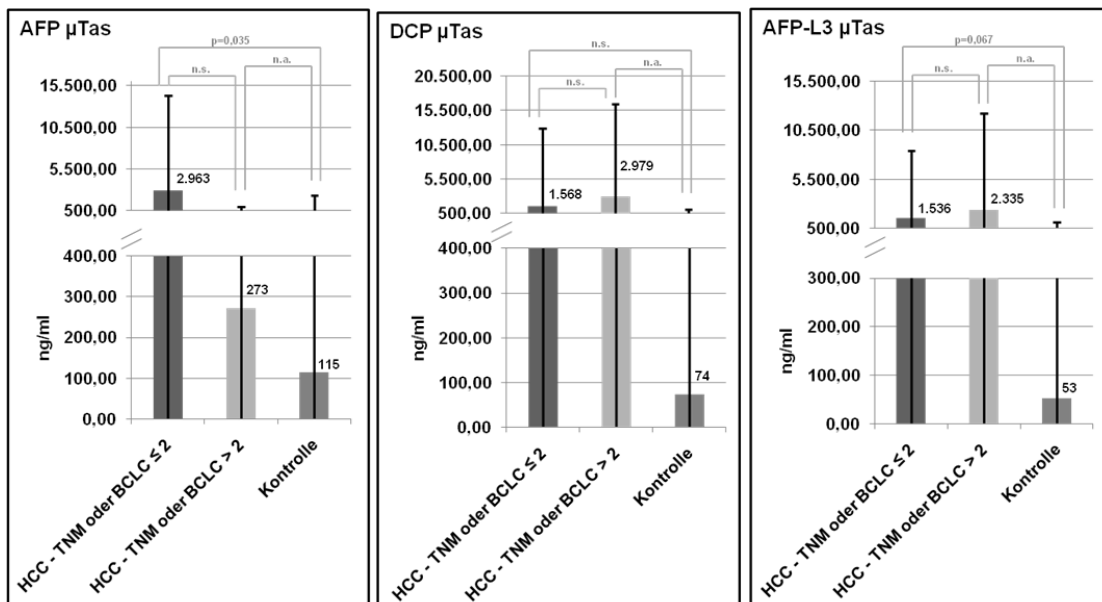 AFP µTas
p=0,035
n.s.
n.a.
15.500,00
10.500,00
5.500,00
500,00
2.963
400,00
300,00
200,00
100,00
0,00
273
115
ng/ml
HCC - TNM oder BCLC ≤ 2
HCC - TNM oder BCLC > 2
Kontrolle
DCP µTas
n.s.
n.s.
n.a.
20.500,00
15.500,00
10.500,00
5.500,00
500,00
1.568
2.979
400,00
300,00
200,00
100,00
0,00
74
ng/ml
HCC - TNM oder BCLC ≤ 2
HCC - TNM oder BCLC > 2
Kontrolle
AFP-L3 µTas
p=0,067
n.s.
n.a.
15.500,00
10.500,00
5.500,00
500,00
1.536
2.335
300,00
200,00
100,00
0,00
53
ng/ml
HCC - TNM oder BCLC ≤ 2
HCC - TNM oder BCLC > 2
Kontrolle